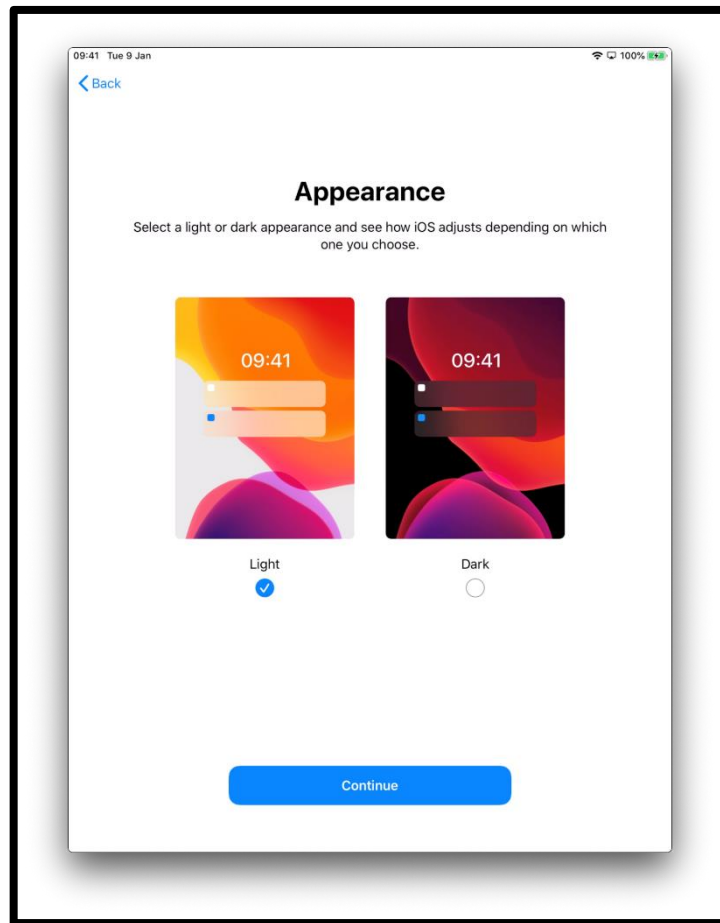 09:41 Tue 9 Jan 100%
Back
Appearance
Select a light or dark appearance and see how iOS adjusts depending on which
one you choose.
09:41
09:41
Light
Dark
Continue